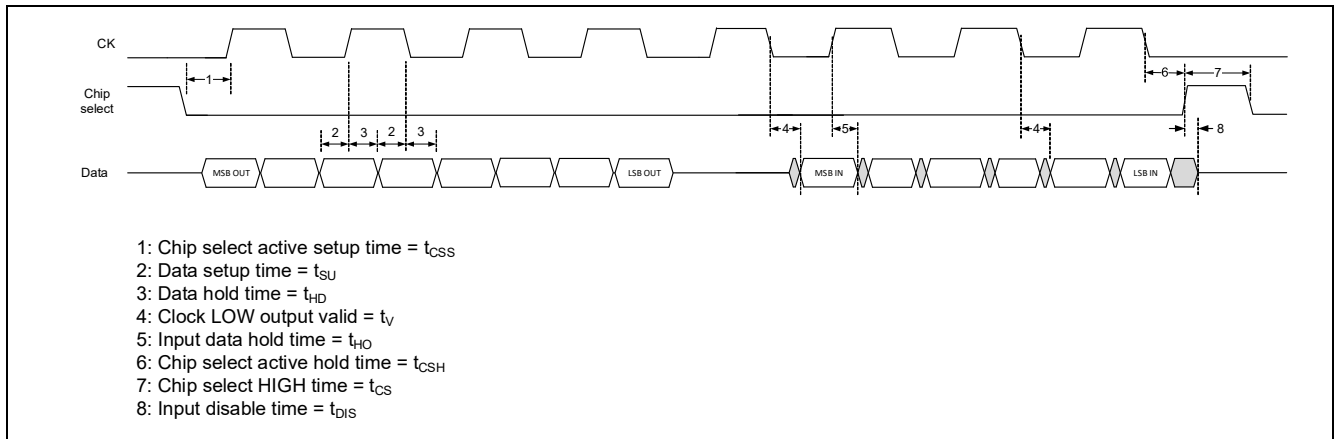 CK
1
6
7
Chip
select
2
3
2
3
4
5
4
8
Data
MSB OUT
LSB OUT
MSB IN
LSB IN
1: Chip select active setup time = tCSS
2: Data setup time = tSU
3: Data hold time = tHD
4: Clock LOW output valid = tV
5: Input data hold time = tHO
6: Chip select active hold time = tCSH
7: Chip select HIGH time = tCS
8: Input disable time = tDIS